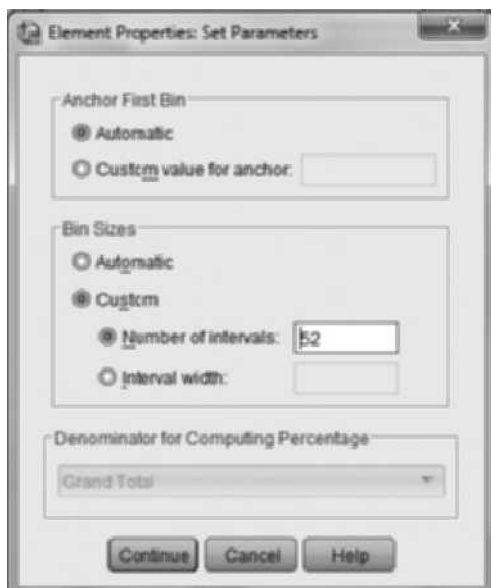 Element Properties: Set Parameters
Anchor First Bin
Automatic
Custom value for anchor:
Bin Sizes
Automatic
Custom
Number of intervals: 52
Interval width:
Denominator for Computing Percentage
Grand Total
Continue Cancel Help